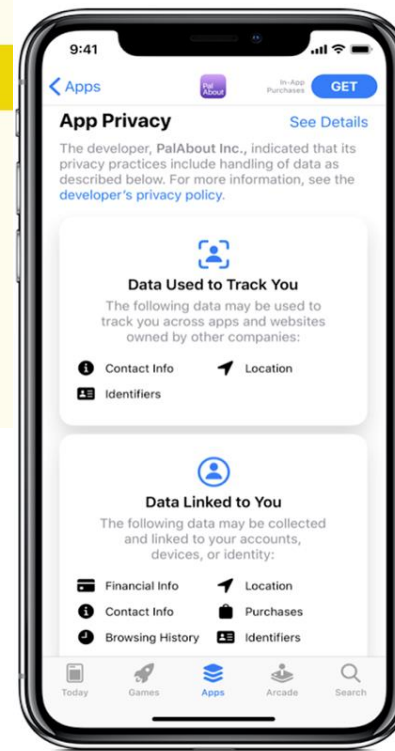 9:41
Apps
Pal
About
In-App
Purchases
GET
App Privacy
See Details
The developer, PalAbout Inc., indicated that its
privacy practices include handling of data as
described below. For more information, see the
developer's privacy policy.
Data Used to Track You
The following data may be used to
track you across apps and websites
owned by other companies:
Contact Info
Location
Identifiers
Data Linked to You
The following data may be collected
and linked to your accounts,
devices, or identity:
Financial Info
Location
Contact Info
Purchases
Browsing History
Identifiers
Today
Games
Apps
Arcade
Search